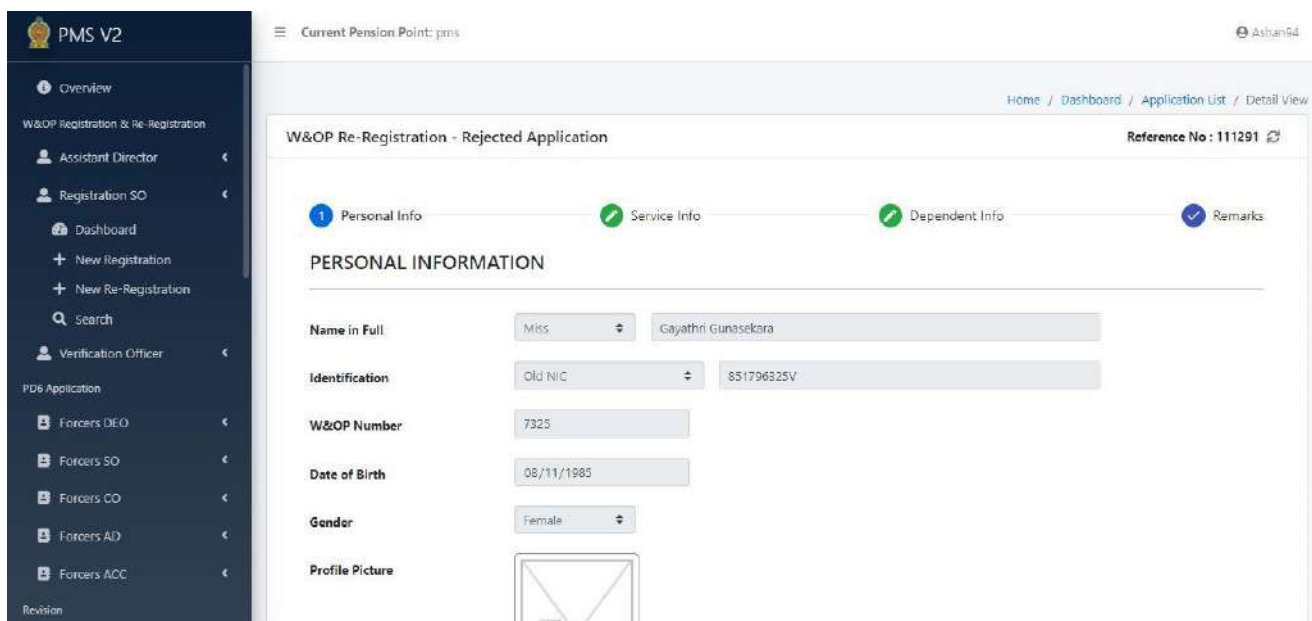 PMS V2
Current Pension Point: pms
Ashan94
Overview
Home / Dashboard / Application List / Detail View
W&OP Registration & Re-Registration
W&OP Re-Registration - Rejected Application
Reference No : 111291
Assistant Director
Registration SO
1 Personal Info
Service Info
Dependent Info
Remarks
Dashboard
New Registration
New Re-Registration
Search
Verification Officer
PD6 Application
Forcers DEO
Forcers SO
Forcers CO
Forcers AD
Forcers ACC
Revision
PERSONAL INFORMATION
Name in Full Miss Gayathri Gunasekara
Identification Old NIC 851796325V
W&OP Number 7325
Date of Birth 08/11/1985
Gender Female
Profile Picture